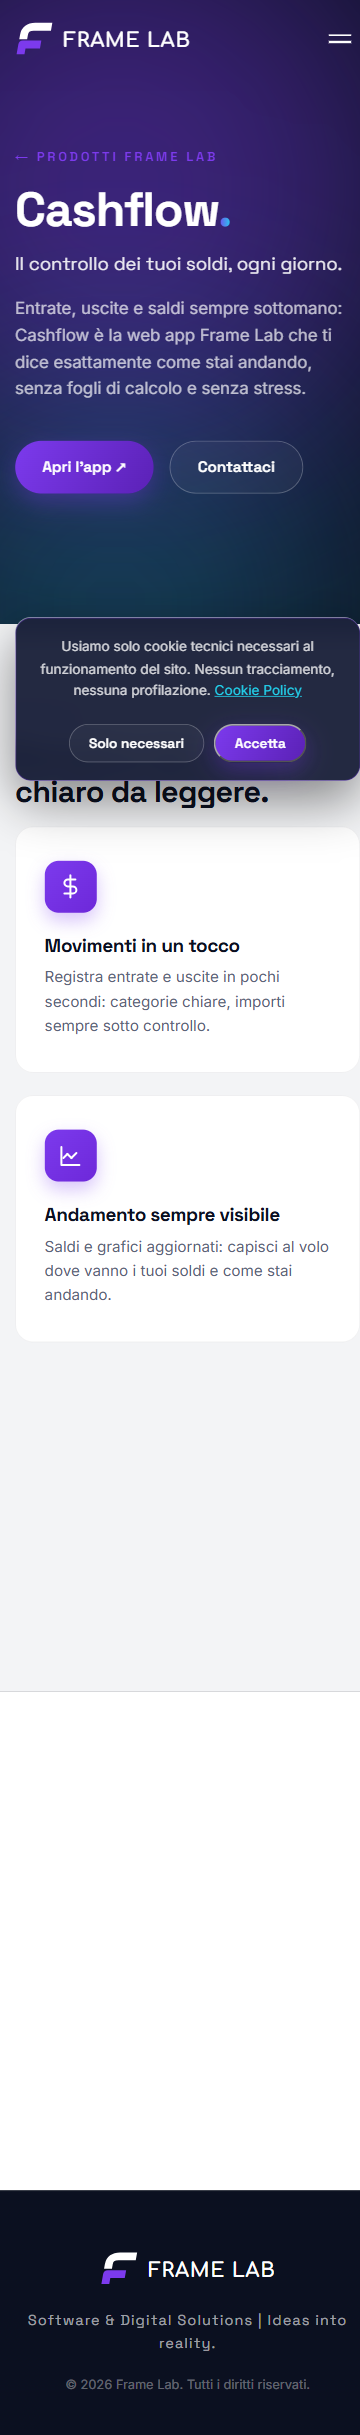 FRAME LAB
← PRODOTTI FRAME LAB
Cashflow.
Il controllo dei tuoi soldi, ogni giorno.
Entrate, uscite e saldi sempre sottomano:
Cashflow è la web app Frame Lab che ti
dice esattamente come stai andando,
senza fogli di calcolo e senza stress.
Apri l'app ↗
Contattaci
Usiamo solo cookie tecnici necessari al
funzionamento del sito. Nessun tracciamento,
nessuna profilazione. Cookie Policy
Solo necessari
Accetta
chiaro da leggere.
Movimenti in un tocco
Registra entrate e uscite in pochi
secondi: categorie chiare, importi
sempre sotto controllo.
Andamento sempre visibile
Saldi e grafici aggiornati: capisci al volo
dove vanno i tuoi soldi e come stai
andando.
FRAME LAB
Software & Digital Solutions | Ideas into
reality.
© 2026 Frame Lab. Tutti i diritti riservati.